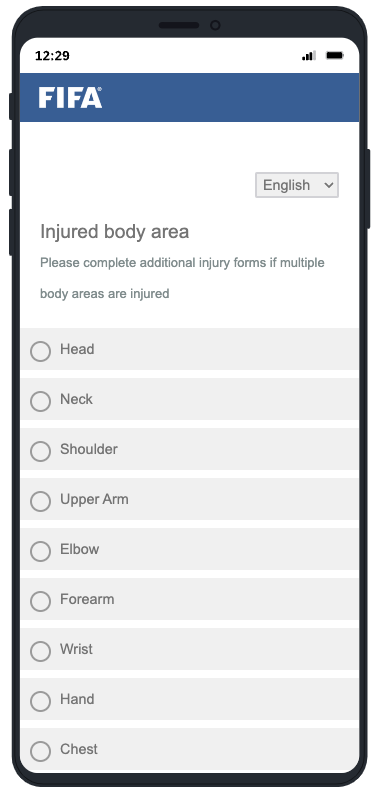 12:29
FIFA
English
Injured body area
Please complete additional injury forms if multiple
body areas are injured
Head
Neck
Shoulder
Upper Arm
Elbow
Forearm
Wrist
Hand
Chest